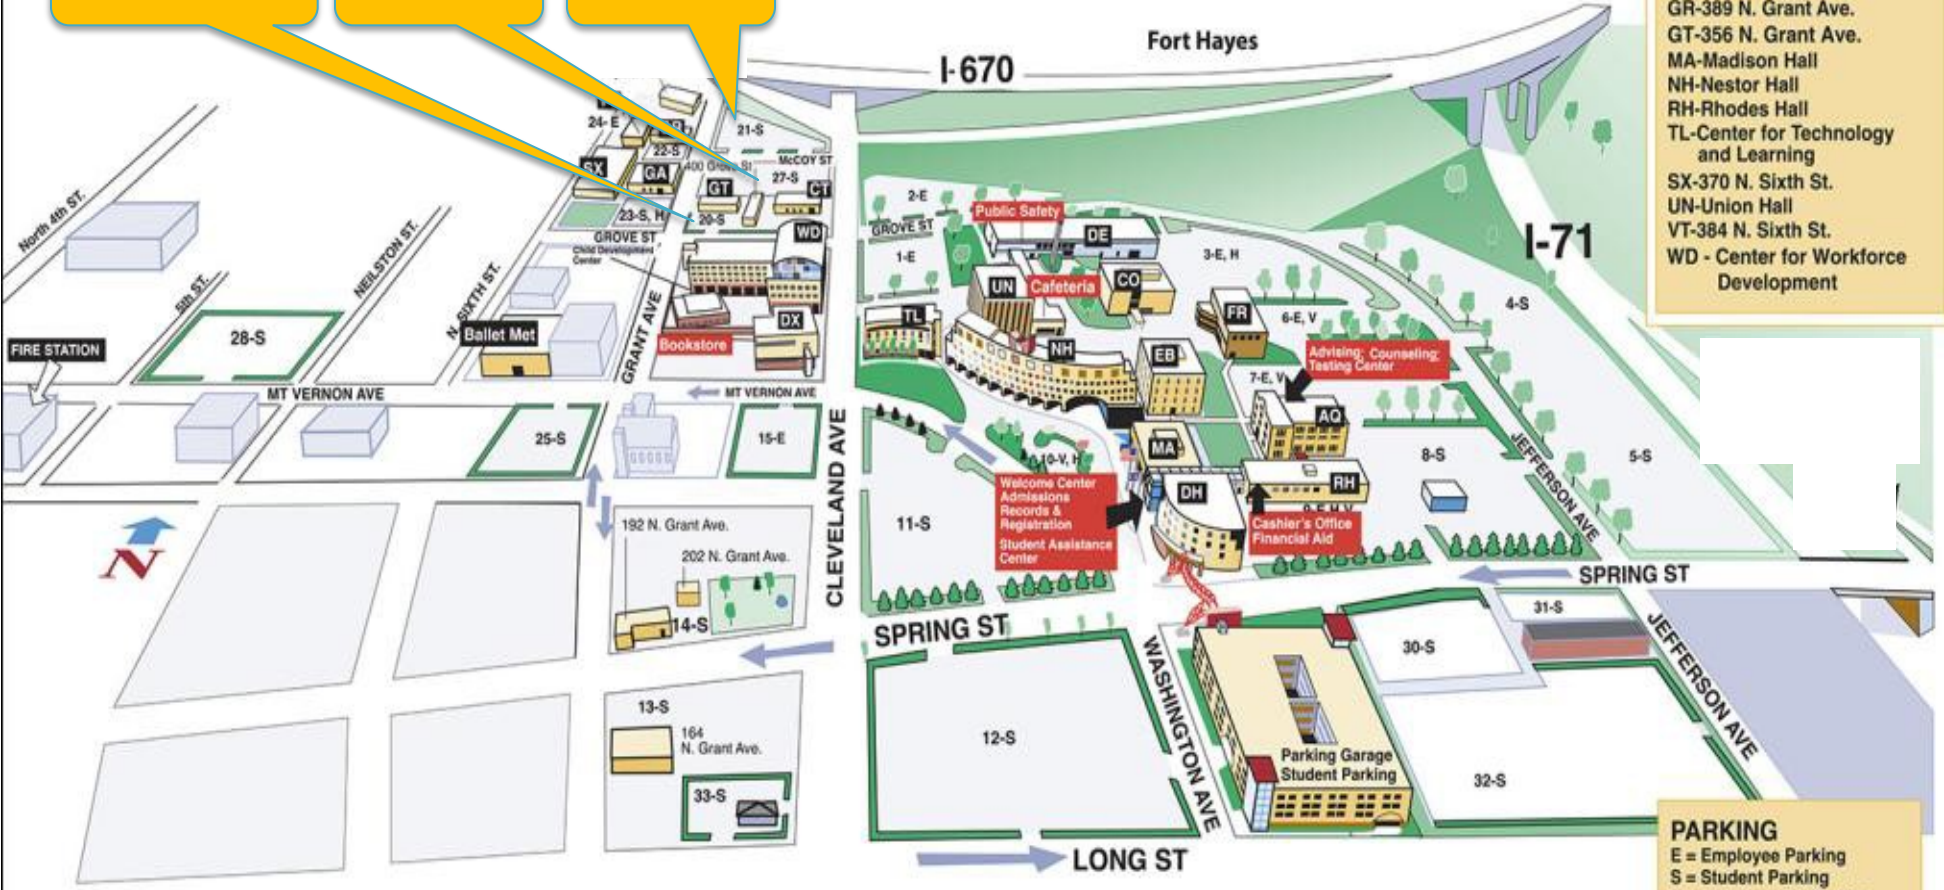 Fort Hayes
I-670
GR-389 N. Grant Ave.
GT-356 N. Grant Ave.
MA-Madison Hall
NH-Nestor Hall
RH-Rhodes Hall
TL-Center for Technology
and Learning
SX-370 N. Sixth St.
UN-Union Hall
VT-384 N. Sixth St.
WD - Center for Workforce
Development
24-E
21-S
22-S
400 Grove St
McCOY ST
27-S
SX
GA
GT
CT
North 4th ST.
23-S, H
20-S
GROVE ST
Child Development
Center
WD
2-E
Public Safety
GROVE ST
DE
1-E
3-E, H
I-71
UN
Cafeteria
CO
4-S
5th ST.
NEILSTON ST.
N. SIXTH ST.
GRANT AVE
28-S
Ballet Met
DX
Bookstore
TL
NH
EB
FR
6-E, V
FIRE STATION
Advising; Counseling;
Testing Center
7-E, V
MT VERNON AVE
MT VERNON AVE
AQ
25-S
15-E
CLEVELAND AVE
10-V, H
MA
8-S
JEFFERSON AVE
5-S
Welcome Center
Admissions
Records &
Registration
Student Assistance
Center
DH
RH
11-S
Cashier's Office
Financial Aid
N
192 N. Grant Ave.
202 N. Grant Ave.
14-S
SPRING ST
SPRING ST
31-S
30-S
WASHINGTON AVE
JEFFERSON AVE
13-S
164
N. Grant Ave.
12-S
Parking Garage
Student Parking
32-S
33-S
LONG ST
PARKING
E = Employee Parking
S = Student Parking